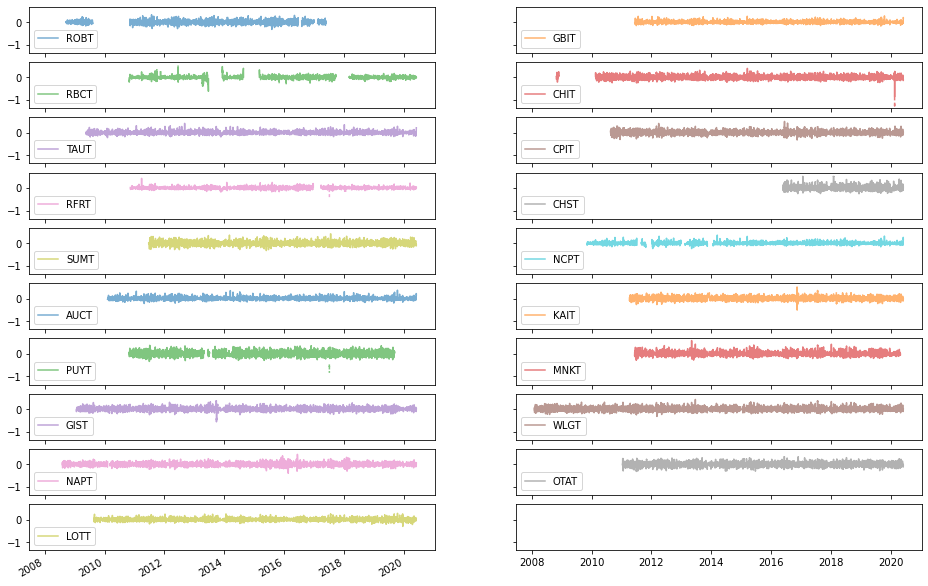 0
−1
ROBT
GBIT
0
−1
RBCT
CHIT
0
−1
TAUT
CPIT
0
−1
RFRT
CHST
0
−1
SUMT
NCPT
0
−1
AUCT
KAIT
0
−1
PUYT
MNKT
0
−1
GIST
WLGT
0
−1
NAPT
OTAT
0
−1
LOTT
2008 2010 2012 2014 2016 2018 2020
2008 2010 2012 2014 2016 2018 2020